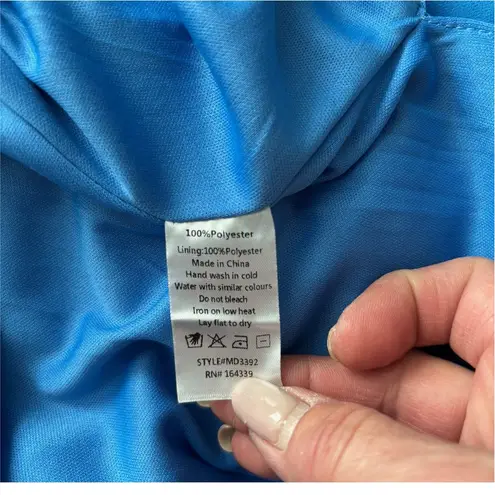 100%Polyester
Lining:100%Polyester
Made in China
Hand wash in cold
Water with similar colours
Do not bleach
Iron on low heat
Lay flat to dry
STYLE#MD3392
RN# 164339